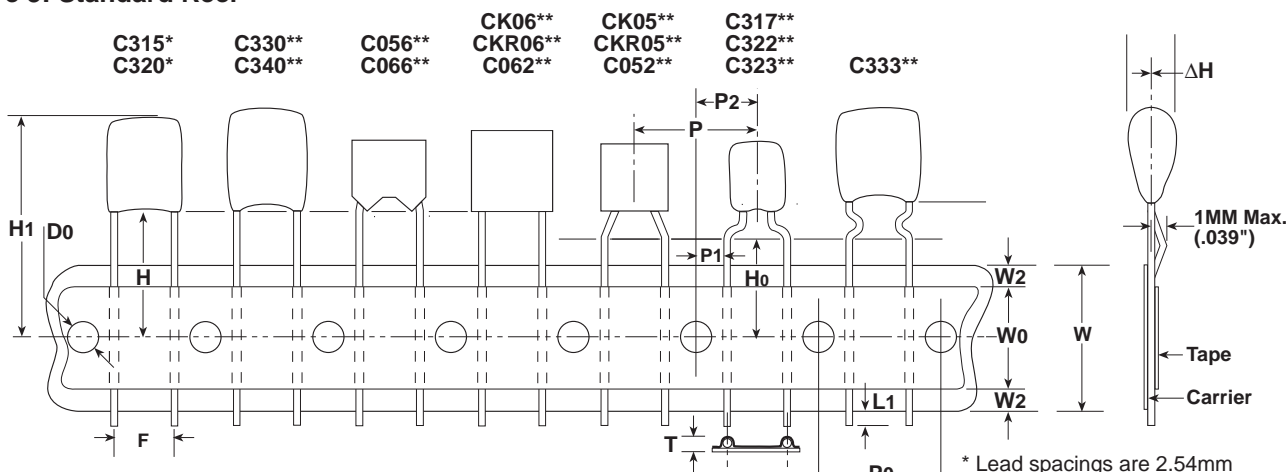 CK06** CK05** C317**
C315* C330** C056** CKR06** CKR05** C322**
C320* C340** C066** C062** C052** C323** C333**
ΔH
P2
P
H1
D0
1MM Max.
(.039")
H
P1
H0
W2
W0
W
Tape
L1
W2
Carrier
F
T
* Lead spacings are 2.54mm